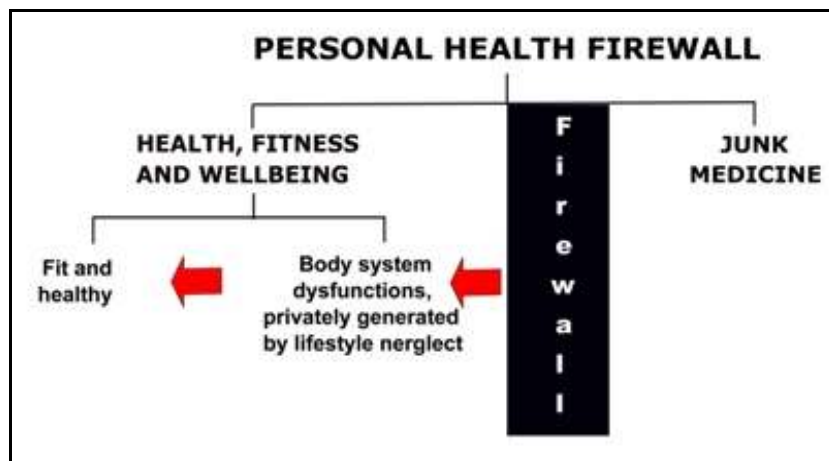 PERSONAL HEALTH FIREWALL
HEALTH, FITNESS
AND WELLBEING
Firewall
JUNK
MEDICINE
Fit and
healthy
Body system
dysfunctions,
privately generated
by lifestyle nerglect